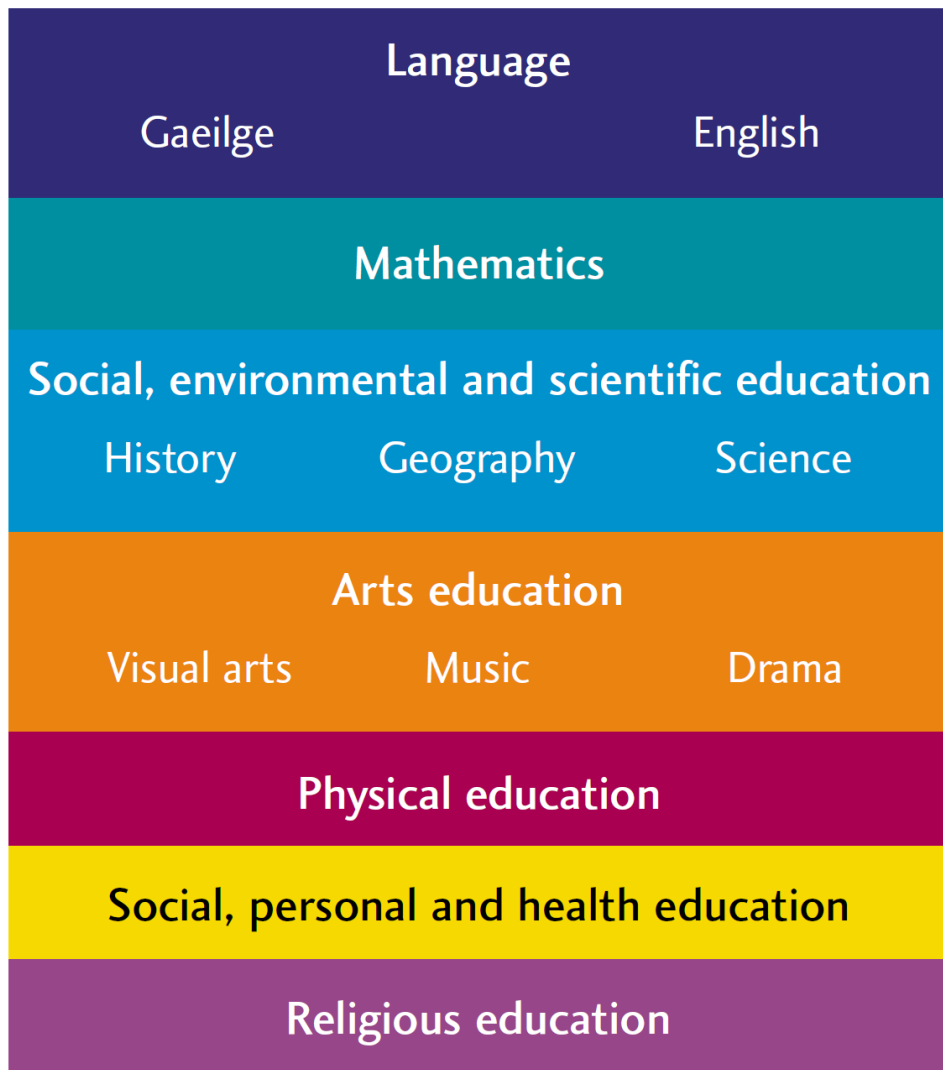 Language
Gaeilge English
Mathematics
Social, environmental and scientific education
History Geography Science
Arts education
Visual arts Music Drama
Physical education
Social, personal and health education
Religious education